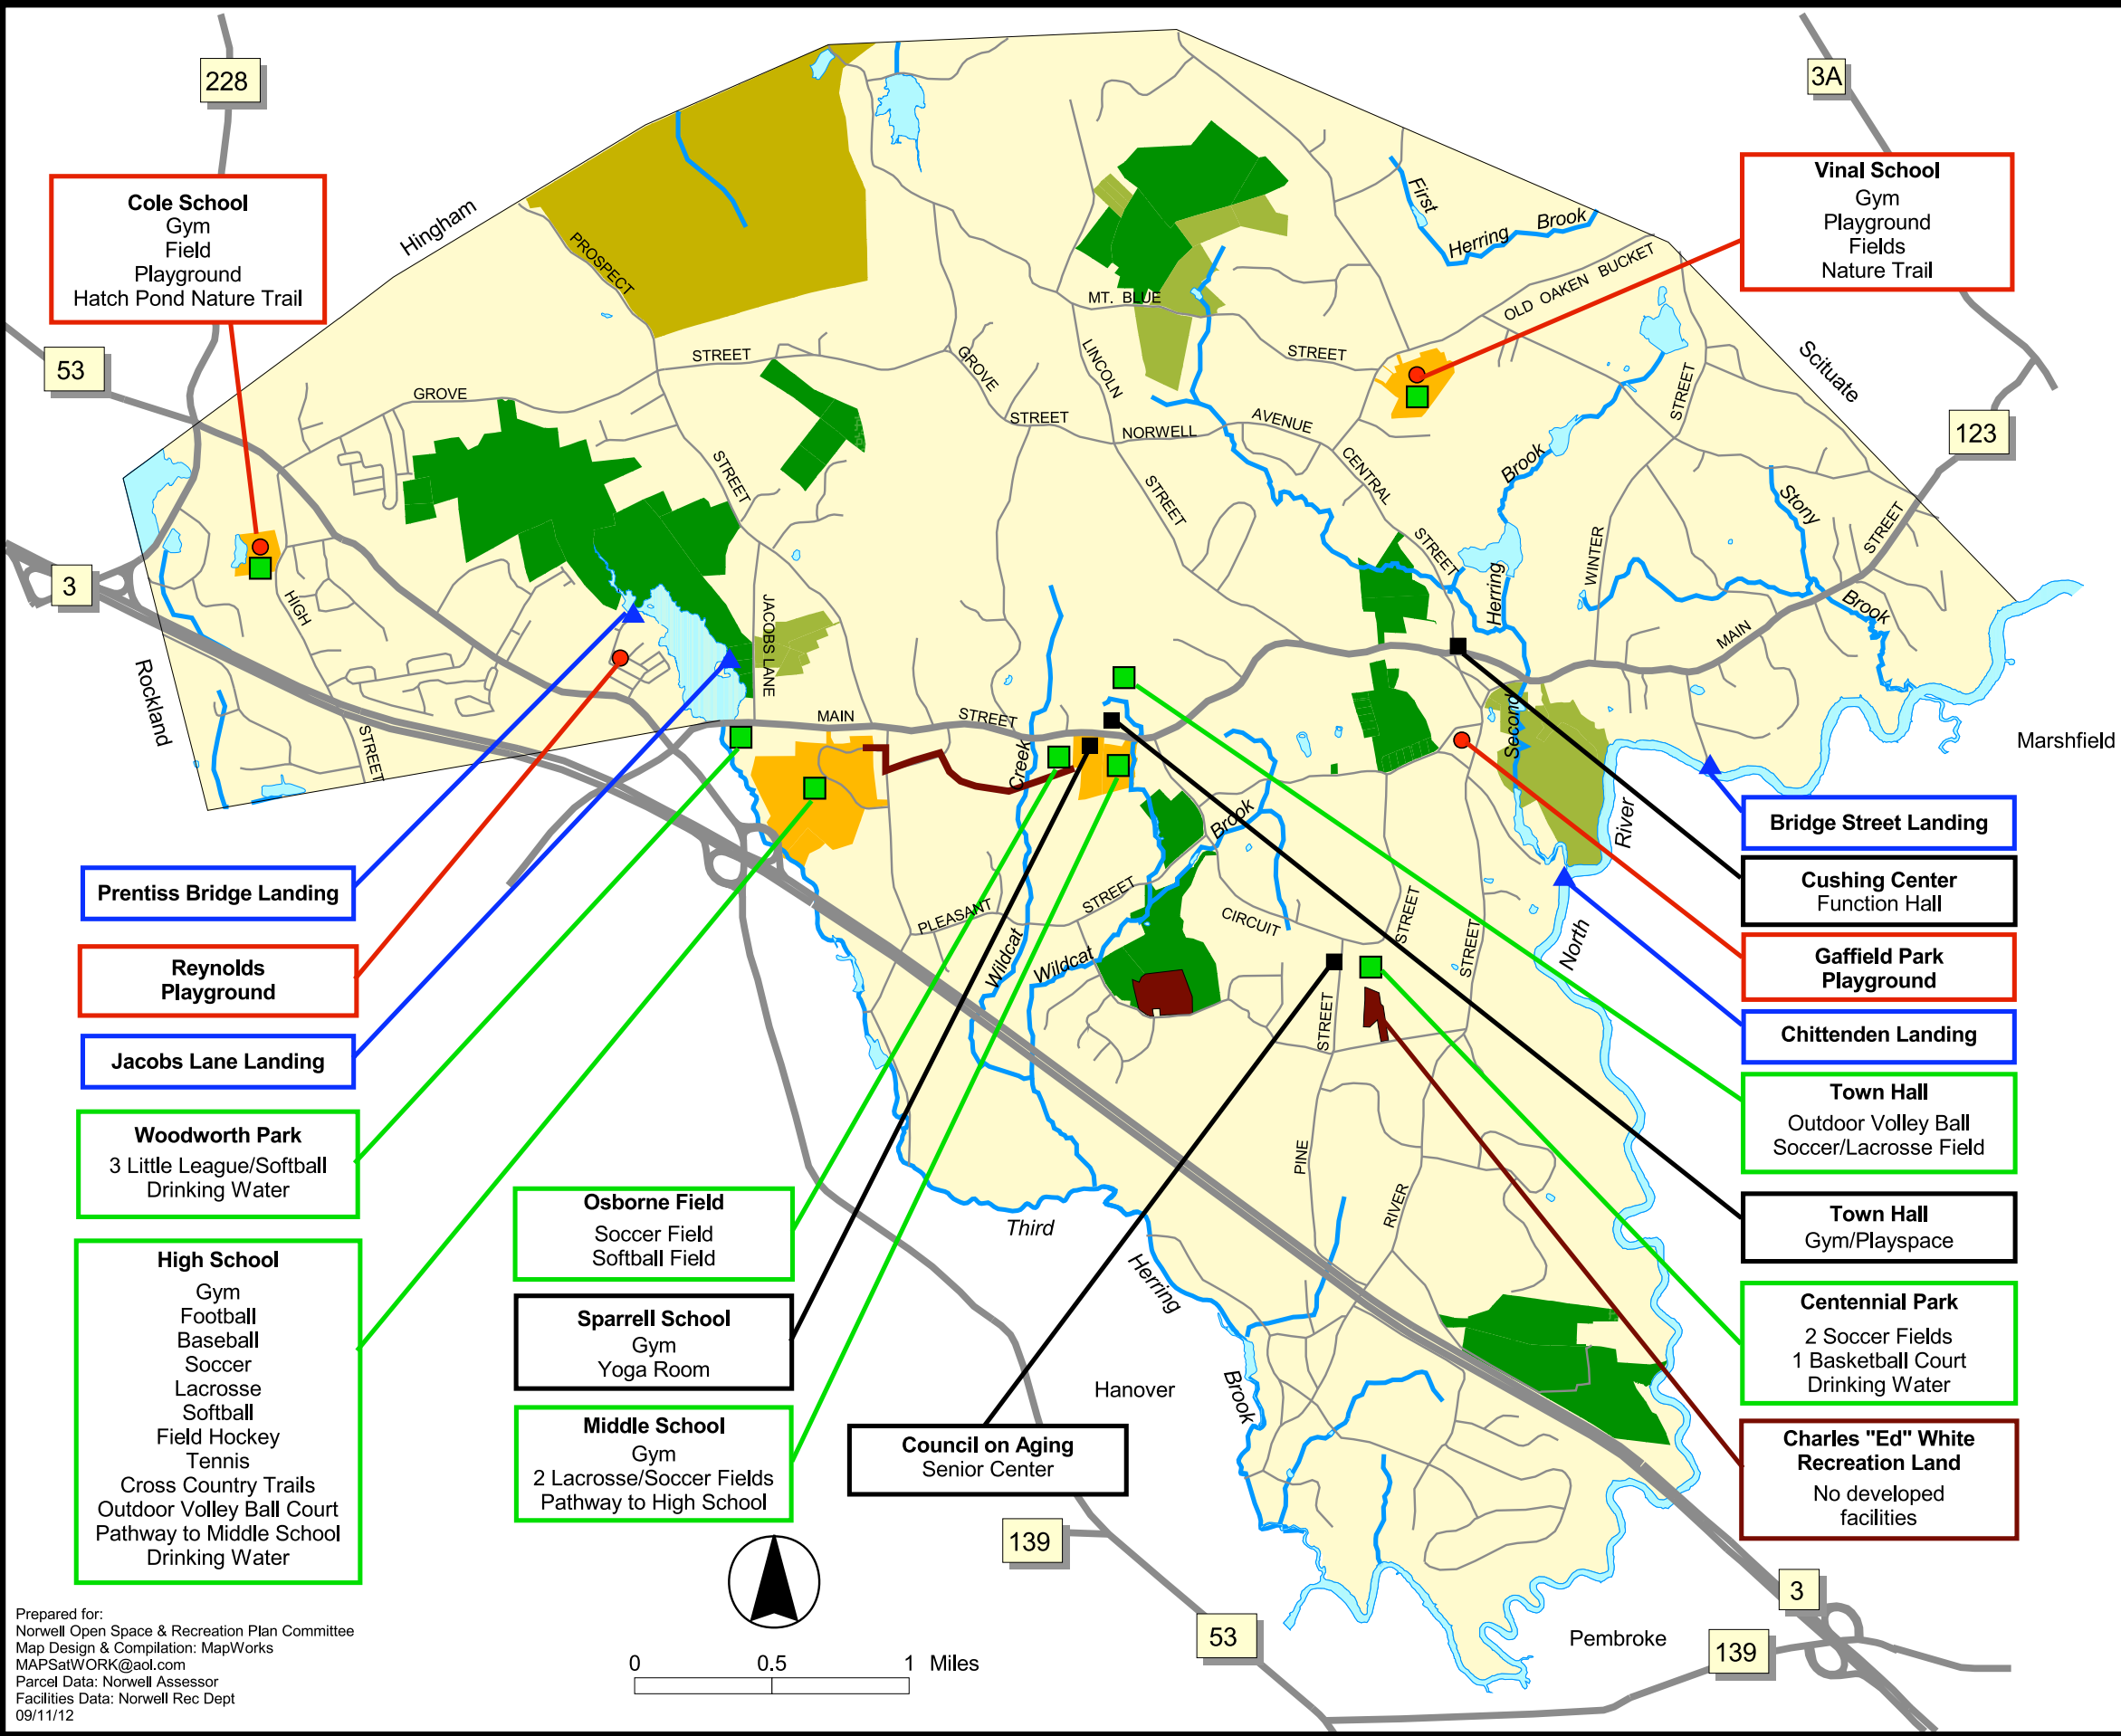 228
3A
Cole School
Gym
Field
Playground
Hatch Pond Nature Trail
Vinal School
Gym
Playground
Fields
Nature Trail
Hingham
PROSPECT
First
Herring
Brook
OLD OAKEN BUCKET
MT. BLUE
STREET
53
STREET
GROVE
GROVE
STREET
LINCOLN
NORWELL
AVENUE
STREET
Scituate
123
STREET
STREET
CENTRAL
STREET
Brook
Stony
Brook
STREET
WINTER
Herring
3
HIGH
STREET
Rockland
JACOBS LANE
MAIN
STREET
MAIN
Second
Creek
Marshfield
River
North
Brook
PLEASANT
STREET
CIRCUIT
STREET
STREET
STREET
Wildcat
Wildcat
PINE
RIVER
Third
Herring
Brook
Hanover
Pembroke
Prentiss Bridge Landing
Reynolds
Playground
Jacobs Lane Landing
Woodworth Park
3 Little League/Softball
Drinking Water
High School
Gym
Football
Baseball
Soccer
Lacrosse
Softball
Field Hockey
Tennis
Cross Country Trails
Outdoor Volley Ball Court
Pathway to Middle School
Drinking Water
Osborne Field
Soccer Field
Softball Field
Sparrell School
Gym
Yoga Room
Middle School
Gym
2 Lacrosse/Soccer Fields
Pathway to High School
Council on Aging
Senior Center
Bridge Street Landing
Cushing Center
Function Hall
Gaffield Park
Playground
Chittenden Landing
Town Hall
Outdoor Volley Ball
Soccer/Lacrosse Field
Town Hall
Gym/Playspace
Centennial Park
2 Soccer Fields
1 Basketball Court
Drinking Water
Charles "Ed" White
Recreation Land
No developed
facilities
139
53
3
139
0 0.5 1 Miles
Prepared for:
Norwell Open Space & Recreation Plan Committee
Map Design & Compilation: MapWorks
MAPSatWORK@aol.com
Parcel Data: Norwell Assessor
Facilities Data: Norwell Rec Dept
09/11/12